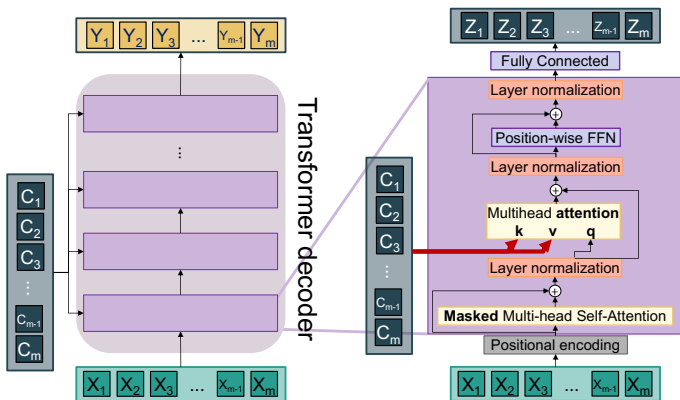 Y1 Y2 Y3 ... Ym-1 Ym
Transformer decoder
⋮
C1
C2
C3
⋮
Cm-1
Cm
X1 X2 X3 ... Xm-1 Xm
Z1 Z2 Z3 ... Zm-1 Zm
Fully Connected
Layer normalization
+
Position-wise FFN
Layer normalization
+
Multihead attention
k v q
Layer normalization
+
Masked Multi-head Self-Attention
Positional encoding
C1
C2
C3
⋮
Cm-1
Cm
X1 X2 X3 ... Xm-1 Xm